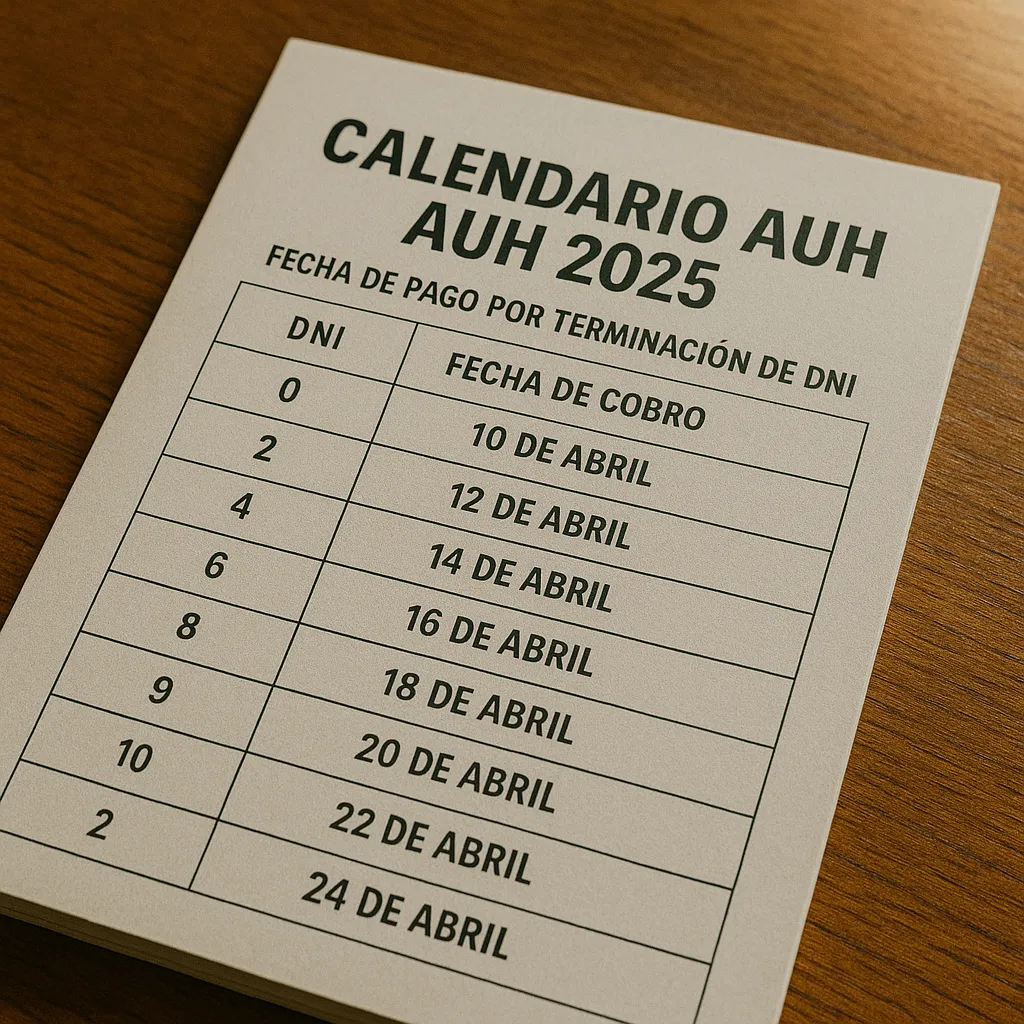 CALENDARIO AUH
AUH 2025
FECHA DE PAGO POR TERMINACIÓN DE DNI
DNI FECHA DE COBRO
0 10 DE ABRIL
2 12 DE ABRIL
4 14 DE ABRIL
6 16 DE ABRIL
8 18 DE ABRIL
9 20 DE ABRIL
10 22 DE ABRIL
2 24 DE ABRIL